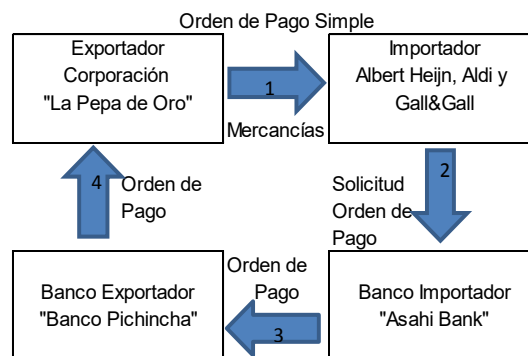 Orden de Pago Simple
Exportador
Corporación
"La Pepa de Oro"
1
Mercancías
Importador
Albert Heijn, Aldi y
Gall&Gall
4
Orden de
Pago
2
Solicitud
Orden de
Pago
Banco Exportador
"Banco Pichincha"
Orden de
Pago
3
Banco Importador
"Asahi Bank"